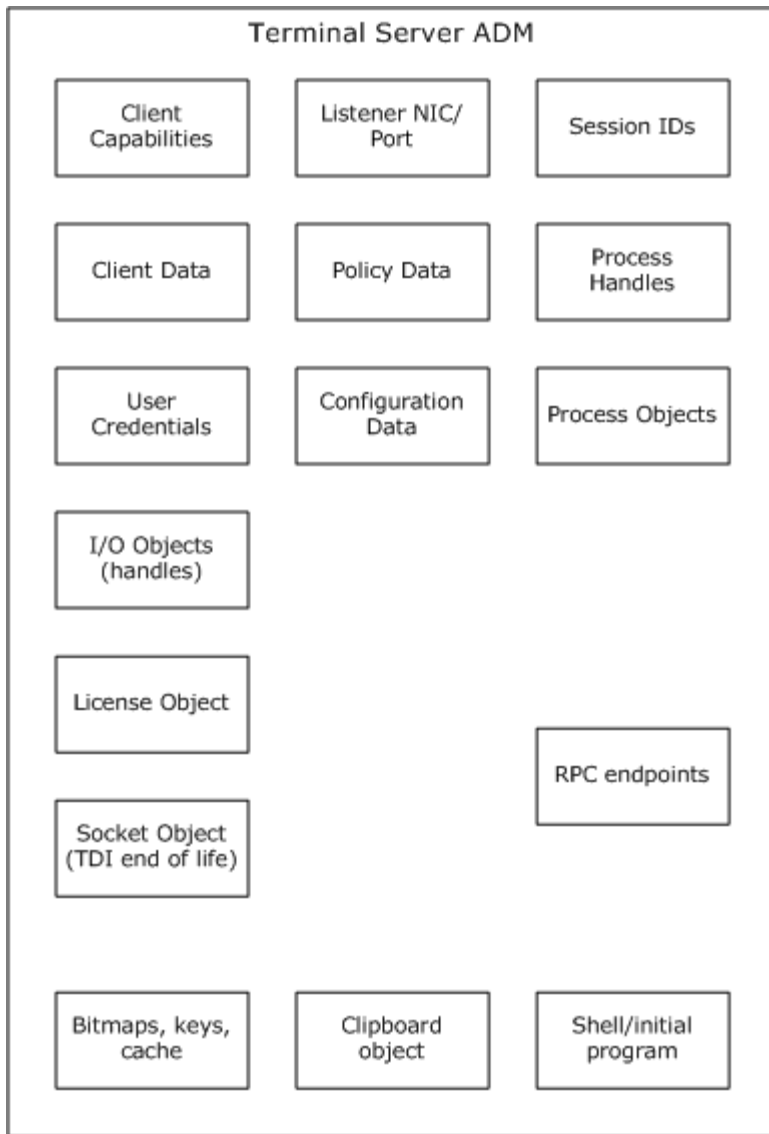 Terminal Server ADM
Client
Capabilities
Listener NIC/
Port
Session IDs
Client Data
Policy Data
Process
Handles
User
Credentials
Configuration
Data
Process Objects
I/O Objects
(handles)
License Object
RPC endpoints
Socket Object
(TDI end of life)
Bitmaps, keys,
cache
Clipboard
object
Shell/initial
program